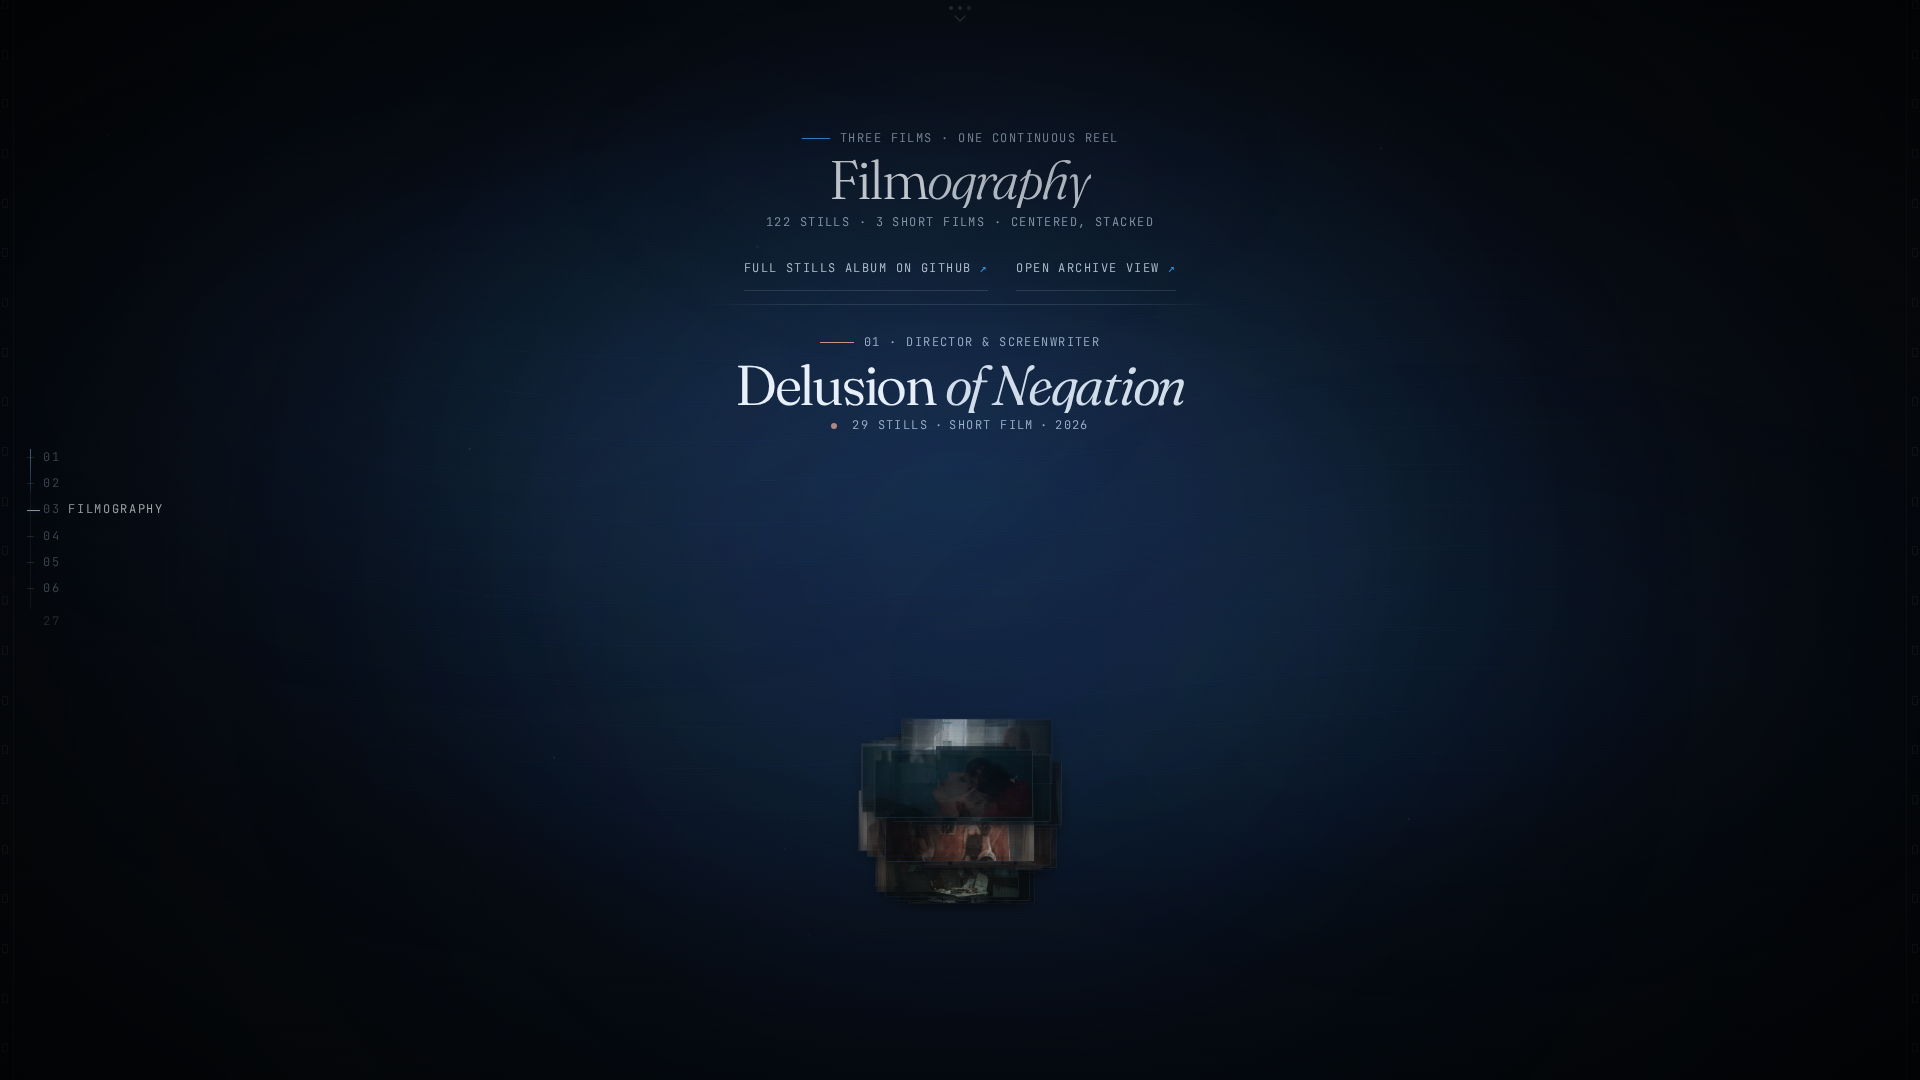 THREE FILMS · ONE CONTINUOUS REEL
Filmography
122 STILLS · 3 SHORT FILMS · CENTERED, STACKED
FULL STILLS ALBUM ON GITHUB ↗
OPEN ARCHIVE VIEW ↗
01 · DIRECTOR & SCREENWRITER
Delusion of Negation
29 STILLS · SHORT FILM · 2026
01
02
03 FILMOGRAPHY
04
05
06
27